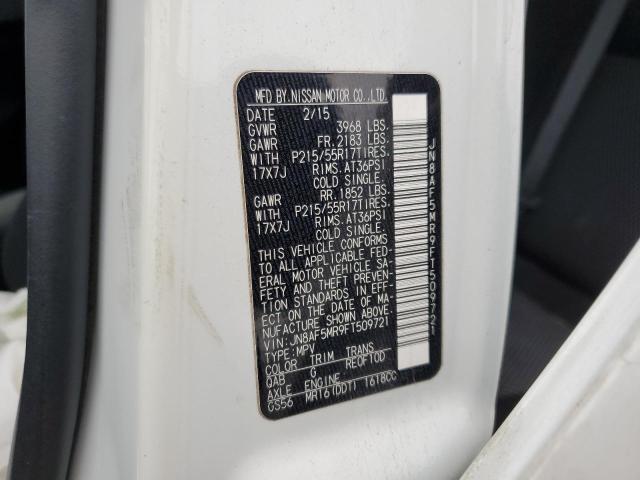 MFD BY.NISSAN MOTOR CO.,LTD.
DATE 2/15
GVWR 3968 LBS.
GAWR FR.2183 LBS.
WITH P215/55R17TIRES.
17X7J RIMS.AT36PSI
COLD SINGLE.
GAWR RR.1852 LBS.
WITH P215/55R17TIRES.
17X7J RIMS.AT36PSI
COLD SINGLE.
THIS VEHICLE CONFORMS
TO ALL APPLICABLE FED-
ERAL MOTOR VEHICLE SA-
FETY AND THEFT PREVEN-
TION STANDARDS IN EFF-
ECT ON THE DATE OF MA-
NUFACTURE SHOWN ABOVE.
VIN:JN8AF5MR9FT509721
TYPE:MPV
COLOR TRIM TRANS
QAB G RE0F10D
AXLE ENGINE
GS56 MR16(DDT) 1618CC
JN8AF5MR9FT509721